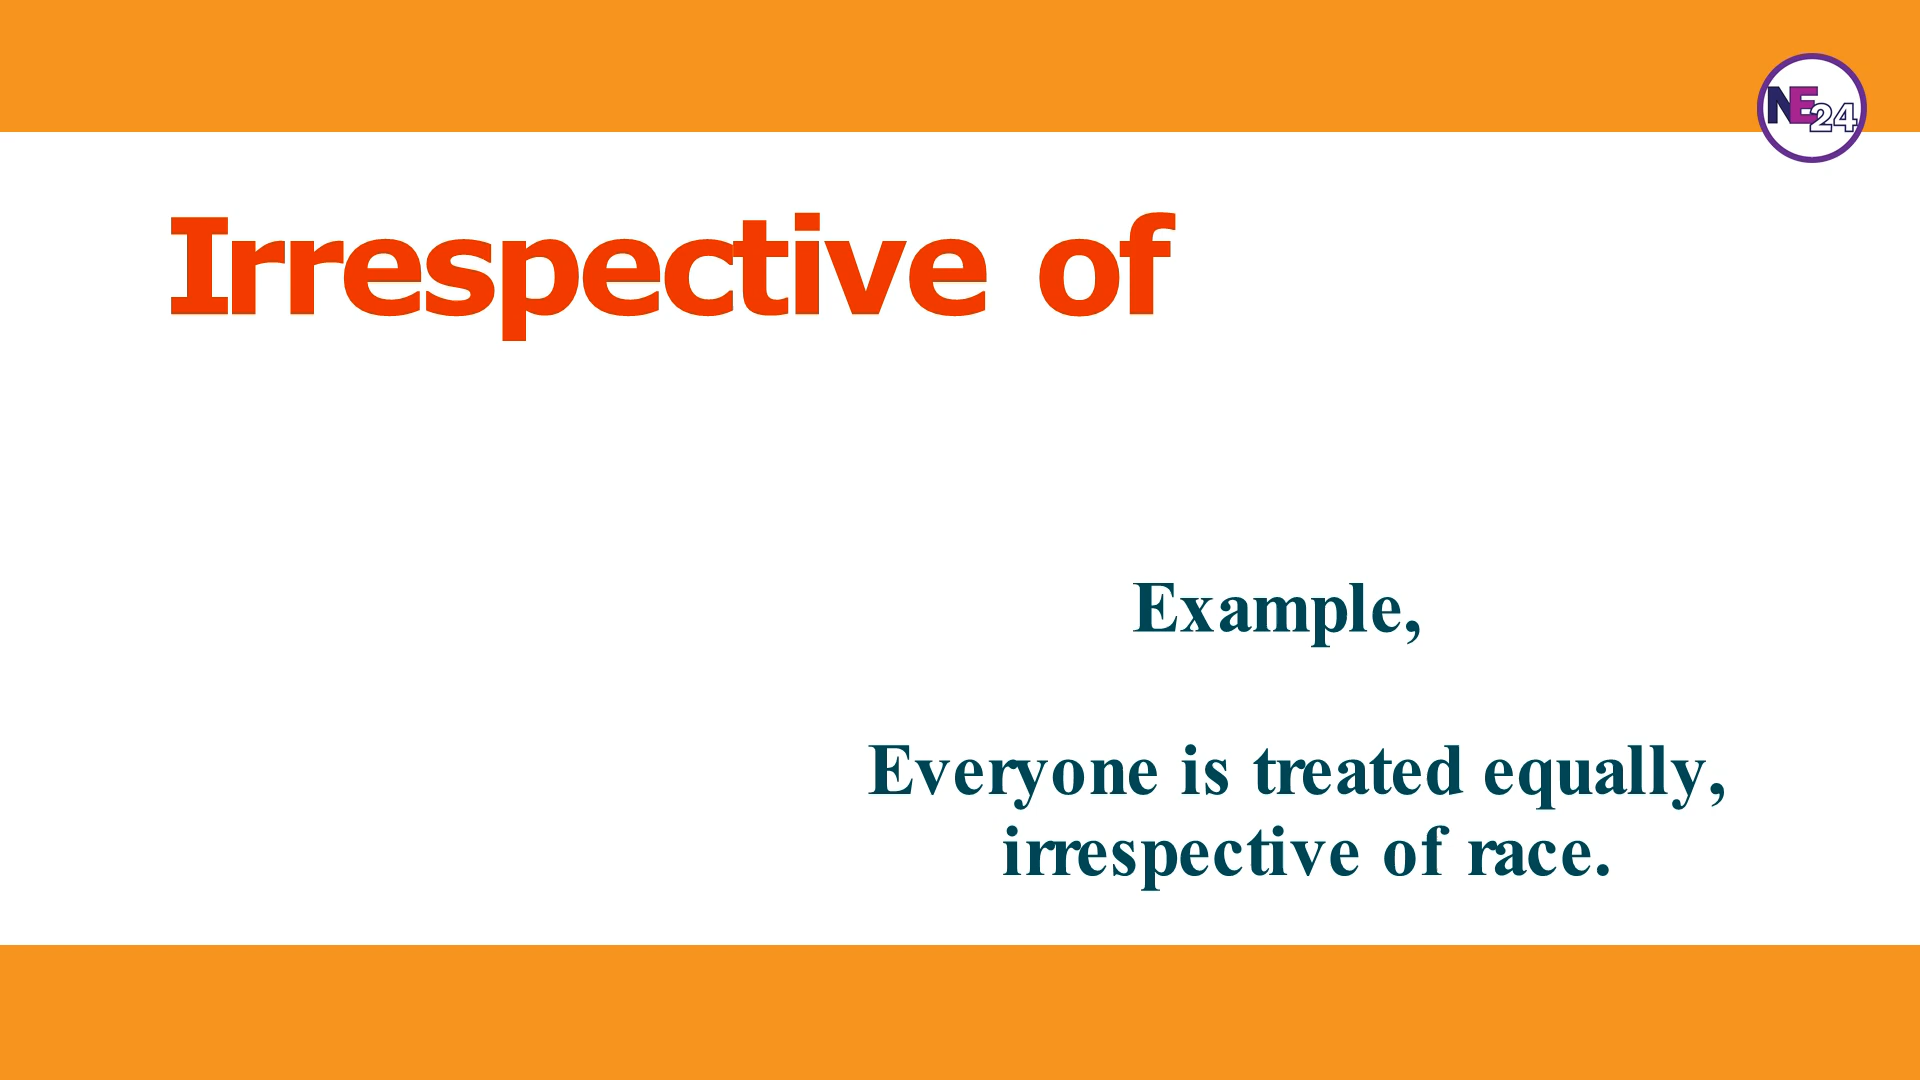 NE24
Irrespective of
Example,
Everyone is treated equally,
irrespective of race.